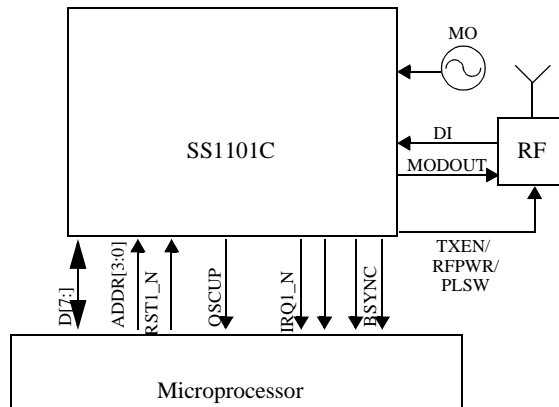 MO
SS1101C
DI
RF
MODOUT
TXEN/
RFPWR/
PLSW
D[7:]
ADDR[3:0]
RST1_N
OSCUP
IRQ1_N
BSYNC
Microprocessor